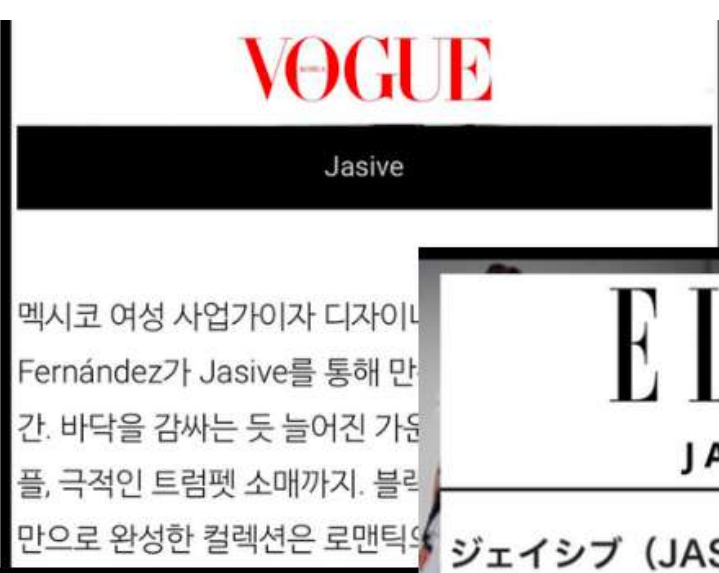 VOGUE
KOREA
Jasive
멕시코 여성 사업가이자 디자이
Fernández가 Jasive를 통해 만
간. 바닥을 감싸는 듯 늘어진 가운
플, 극적인 트럼펫 소매까지. 블랙
만으로 완성한 컬렉션은 로맨틱
E L
J A
ジェイシブ（JAS